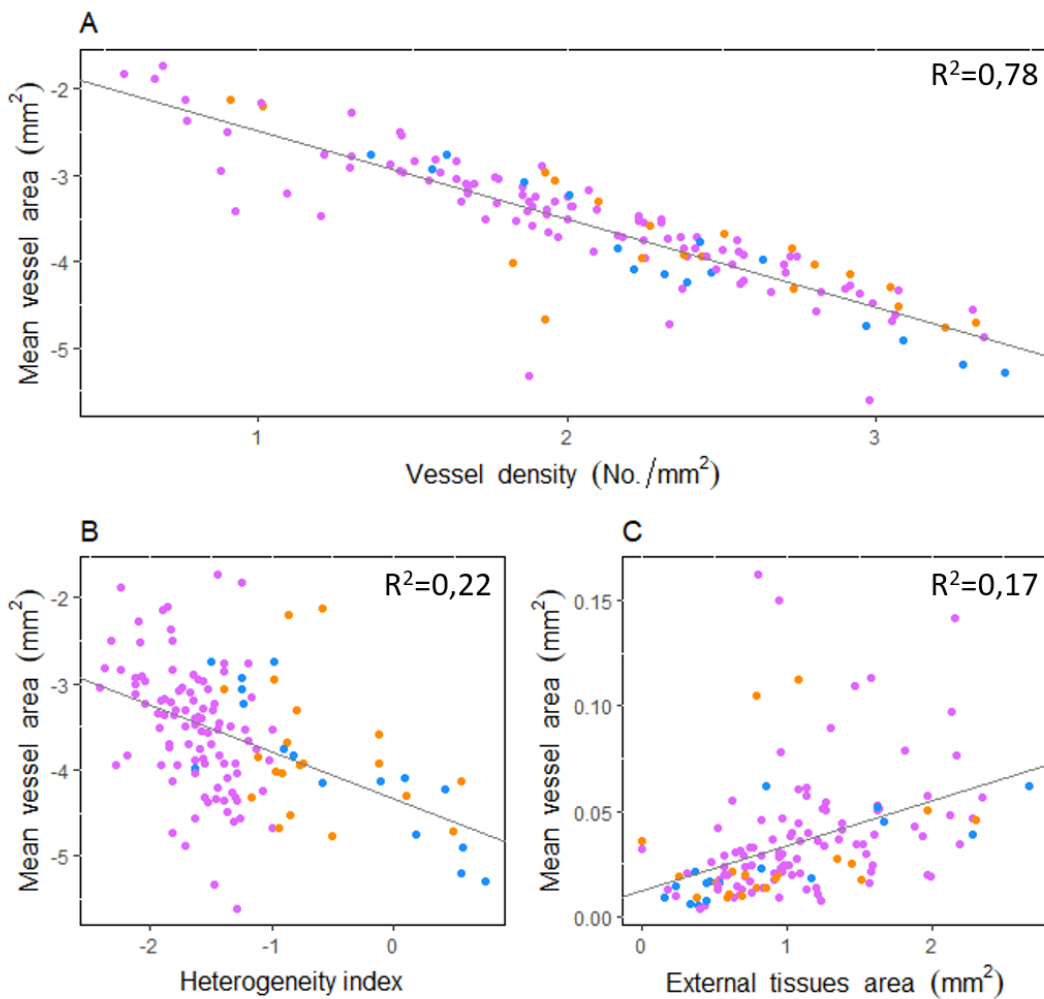 A
R²=0,78
Mean vessel area (mm²)
-2
-3
-4
-5
1 2 3
Vessel density (No./mm²)
B
R²=0,22
Mean vessel area (mm²)
-2
-3
-4
-5
-2 -1 0
Heterogeneity index
C
R²=0,17
Mean vessel area (mm²)
0.15
0.10
0.05
0.00
0 1 2
External tissues area (mm²)